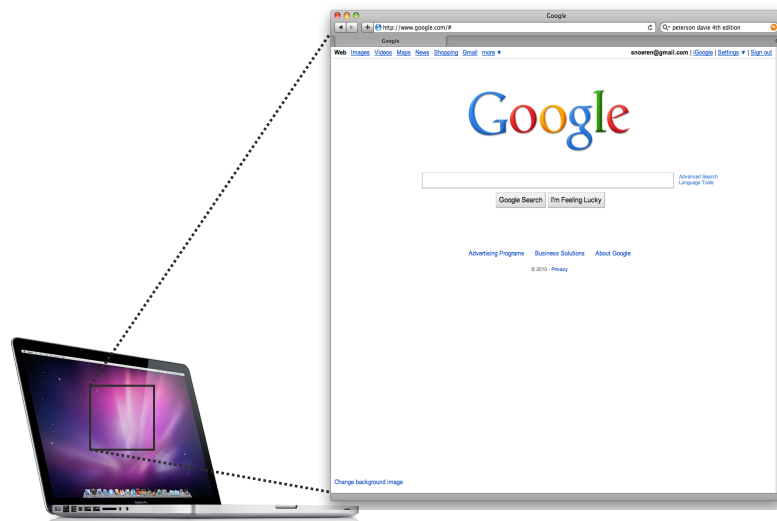 Google
http://www.google.com/#
peterson davie 4th edition
Google
Web Images Videos Maps News Shopping Gmail more ▼
snoeren@gmail.com | iGoogle | Settings ▼ | Sign out
Google
Advanced Search
Language Tools
Google Search
I'm Feeling Lucky
Advertising Programs Business Solutions About Google
© 2010 - Privacy
Change background image